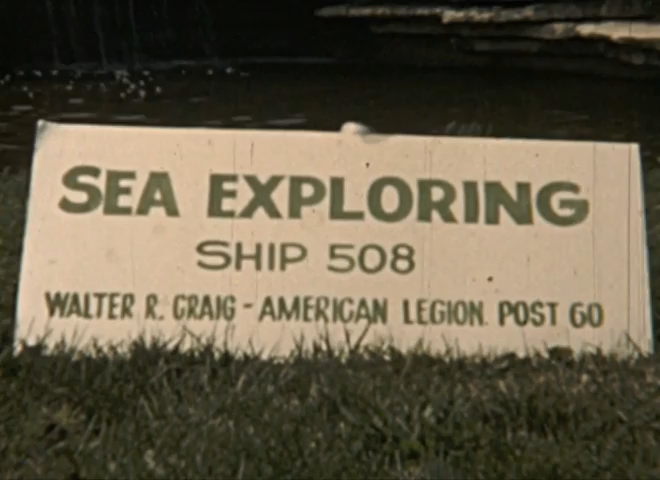 SEA EXPLORING
SHIP 508
WALTER R. CRAIG - AMERICAN LEGION. POST 60